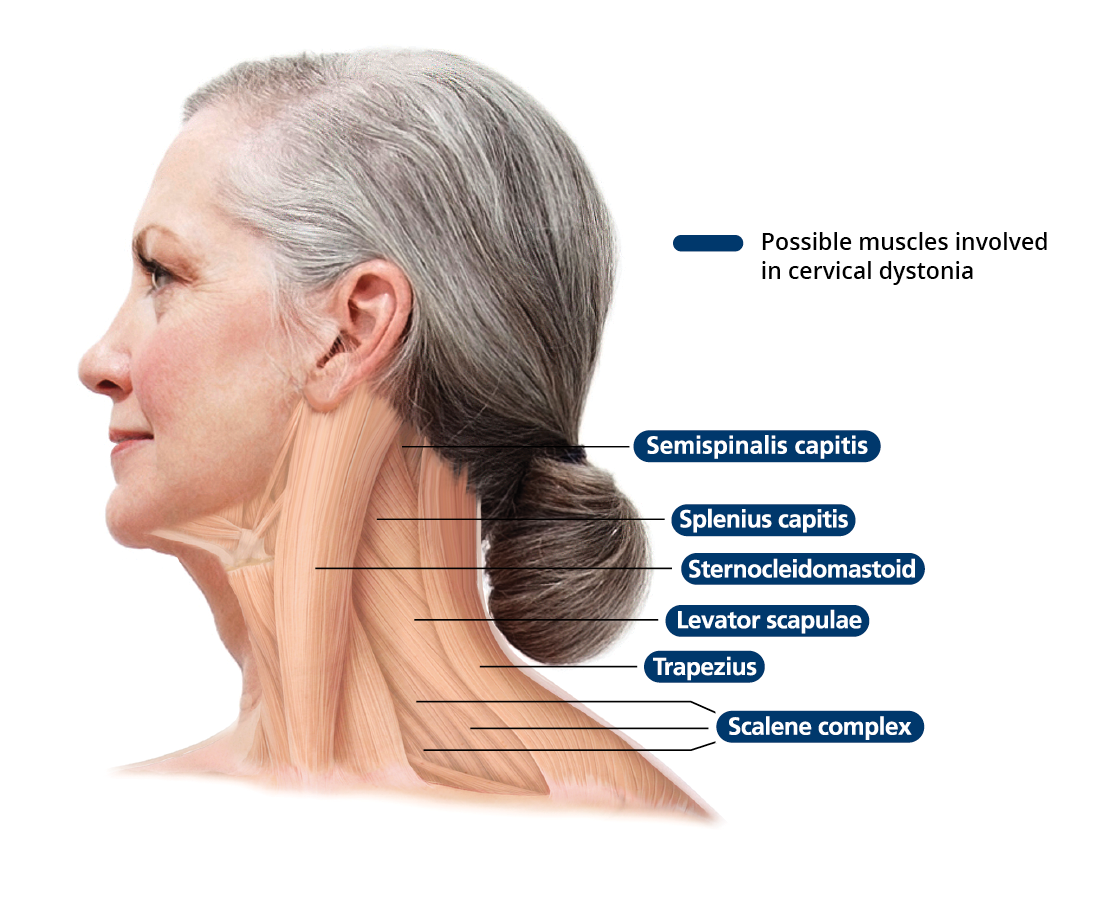 Possible muscles involved
in cervical dystonia
Semispinalis capitis
Splenius capitis
Sternocleidomastoid
Levator scapulae
Trapezius
Scalene complex